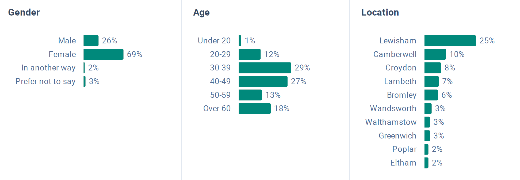 Gender
Male 26%
Female 69%
In another way 2%
Prefer not to say 3%
Age
Under 20 1%
20-29 12%
30-39 29%
40-49 27%
50-59 13%
Over 60 18%
Location
Lewisham 25%
Camberwell 10%
Croydon 8%
Lambeth 7%
Bromley 6%
Wandsworth 3%
Walthamstow 3%
Greenwich 3%
Poplar 2%
Eltham 2%